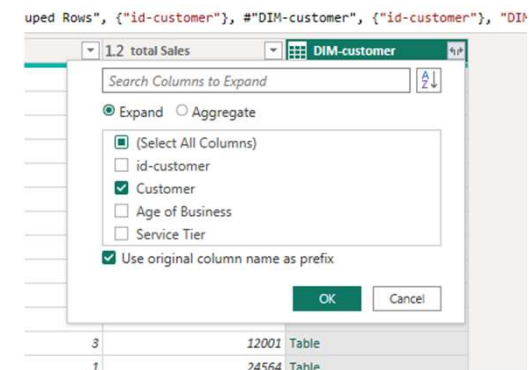 uped Rows", {"id-customer"}, #"DIM-customer", {"id-customer"}, "DIM
1.2 total Sales DIM-customer
Search Columns to Expand
Expand Aggregate
(Select All Columns)
id-customer
Customer
Age of Business
Service Tier
Use original column name as prefix
OK Cancel
3 12001 Table
1 24564 Table